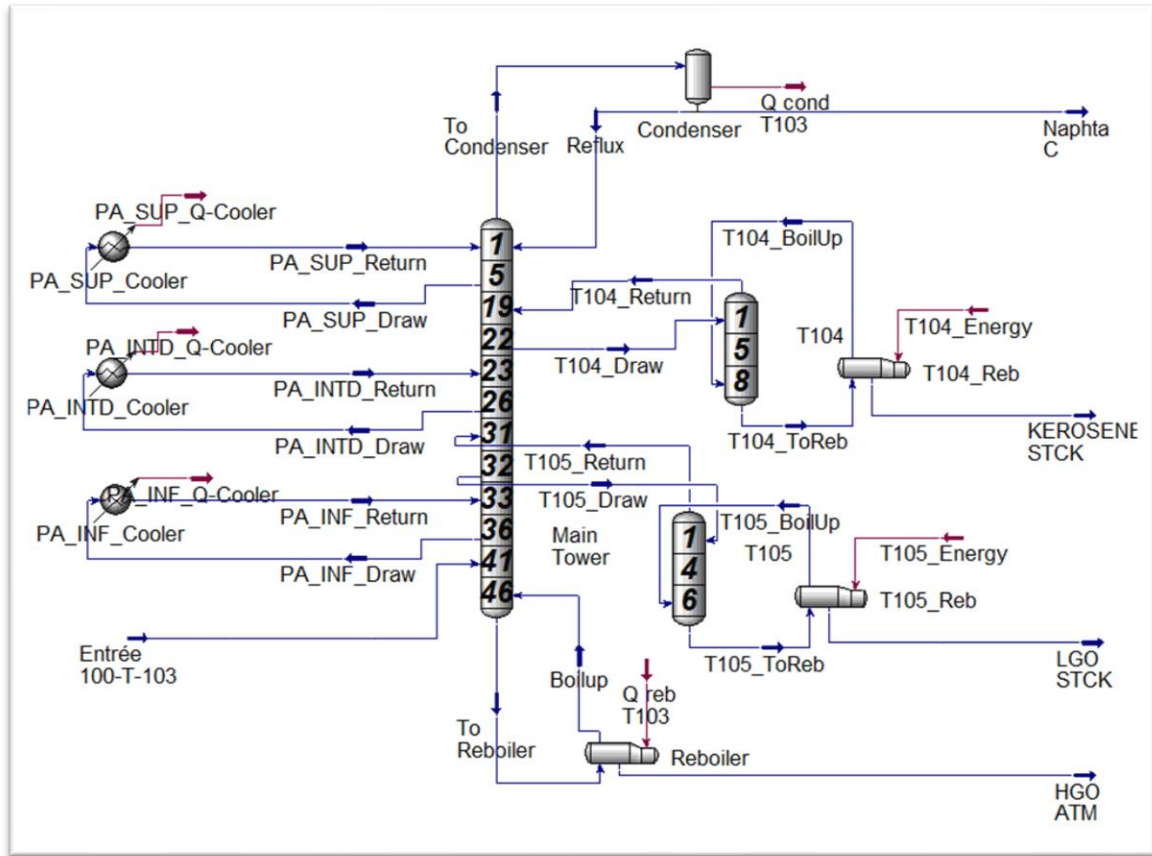 Q cond
T103
To
Condenser
Reflux
Condenser
Naphta
C
PA_SUP_Q-Cooler
PA_SUP_Return
PA_SUP_Cooler
PA_SUP_Draw
PA_INTD_Q-Cooler
PA_INTD_Return
PA_INTD_Cooler
PA_INTD_Draw
PA_INF_Q-Cooler
PA_INF_Return
PA_INF_Cooler
PA_INF_Draw
Entrée
100-T-103
1
5
19
22
23
26
31
32
33
36
41
46
Main
Tower
T104_BoilUp
T104_Return
T104_Draw
1
5
8
T104
T104_Energy
T104_Reb
T104_ToReb
KEROSENE
STCK
T105_Return
T105_Draw
T105_BoilUp
1
4
6
T105
T105_Energy
T105_Reb
T105_ToReb
LGO
STCK
Boilup
Q reb
T103
To
Reboiler
Reboiler
HGO
ATM